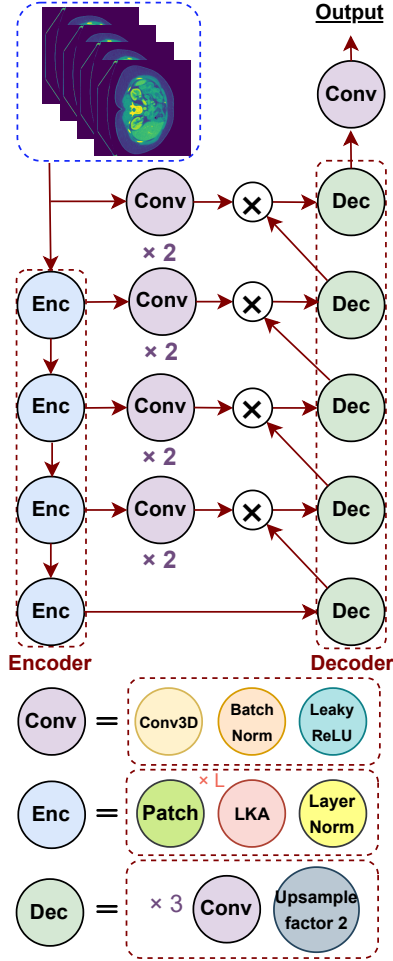 Output
Conv
Conv
×
Dec
× 2
Enc
Conv
×
Dec
× 2
Enc
Conv
×
Dec
× 2
Enc
Conv
×
Dec
× 2
Enc
Dec
Encoder
Decoder
Conv
=
Conv3D
Batch
Norm
Leaky
ReLU
Enc
=
Patch
× L
LKA
Layer
Norm
Dec
=
× 3
Conv
Upsample
factor 2